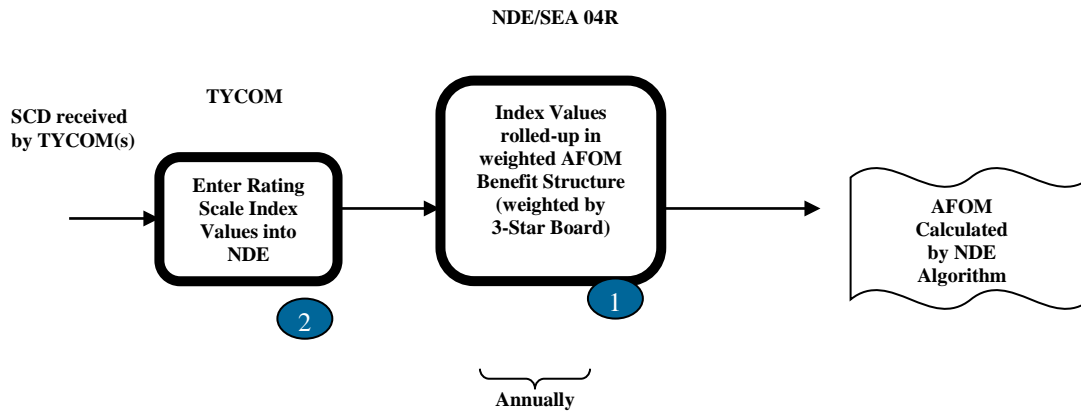 NDE/SEA 04R
TYCOM
SCD received
by TYCOM(s)
Enter Rating
Scale Index
Values into
NDE
2
Index Values
rolled-up in
weighted AFOM
Benefit Structure
(weighted by
3-Star Board)
1
Annually
AFOM
Calculated
by NDE
Algorithm